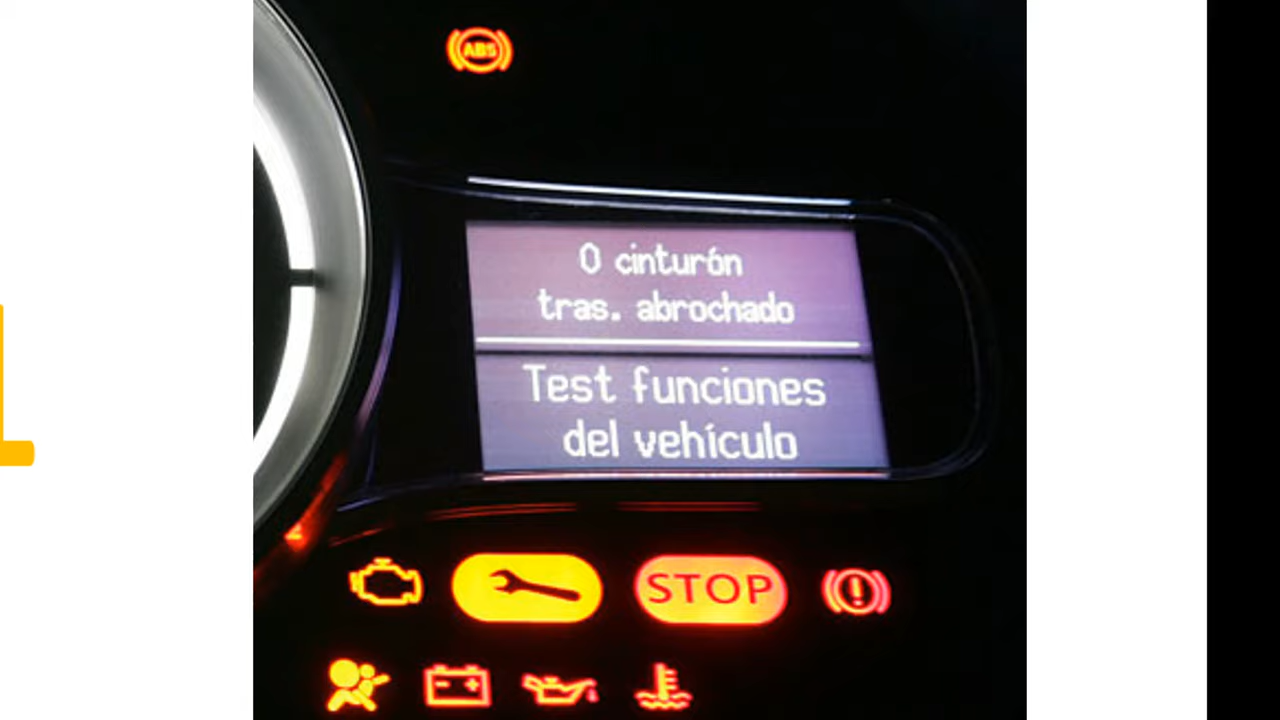 ABS
0 cinturón
tras. abrochado
Test funciones
del vehículo
STOP